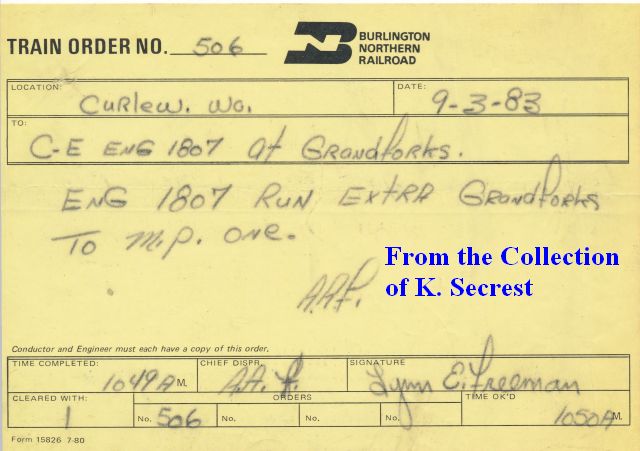 TRAIN ORDER NO. 506
BURLINGTON
NORTHERN
RAILROAD
LOCATION: Curlew. Wa.
DATE: 9-3-83
TO:
C-E ENG 1807 at Grandforks.
ENG 1807 RUN EXTRA Grandforks
To M.P. one.
From the Collection
of K. Secrest
A.A.F.
Conductor and Engineer must each have a copy of this order.
TIME COMPLETED: 1049 A M.
CHIEF DISPR. A.A.F.
SIGNATURE Lynn E. Freeman
CLEARED WITH: 1
ORDERS
No. 506 No. No. No.
TIME OK'D 1050A M.
Form 15826 7-80